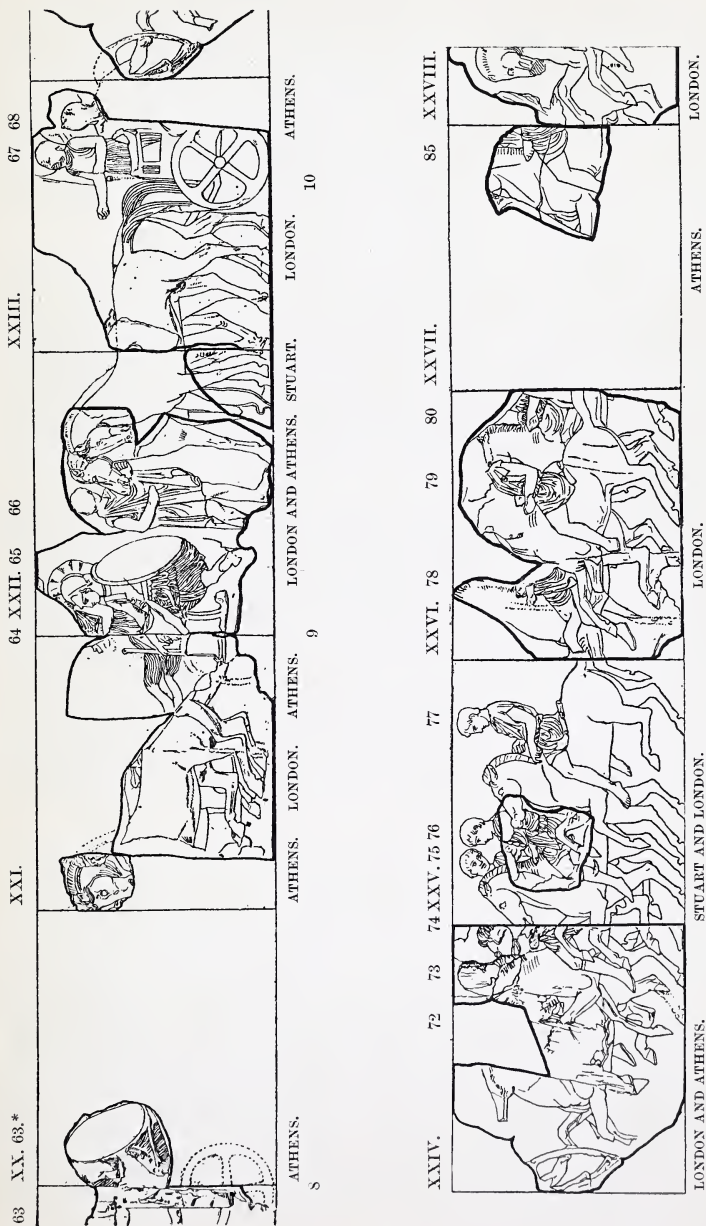 63 XX. 63.* XXI. 64 XXII. 65 66 XXIII. 67 68
ATHENS. ATHENS. LONDON. ATHENS. LONDON AND ATHENS. STUART. LONDON. ATHENS.
8 9 10
XXIV. 72 73 74 XXV. 75 76 77 XXVI. 78 79 80 XXVII. 85 XXVIII.
LONDON AND ATHENS. STUART AND LONDON. LONDON. ATHENS. LONDON.